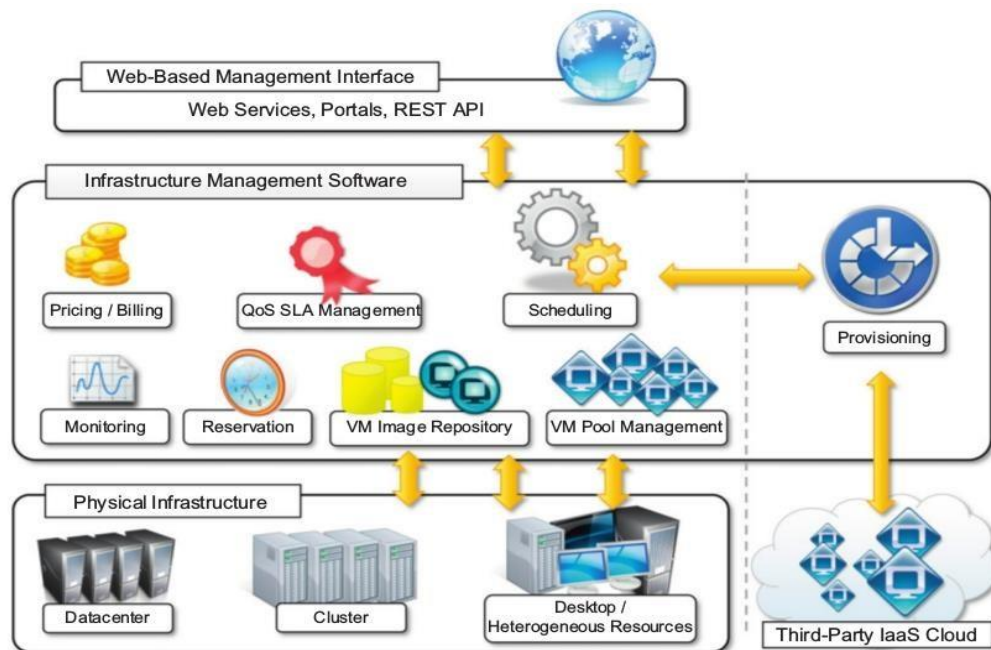 Web-Based Management Interface
Web Services, Portals, REST API
Infrastructure Management Software
Pricing / Billing
QoS SLA Management
Scheduling
Provisioning
Monitoring
Reservation
VM Image Repository
VM Pool Management
Physical Infrastructure
Datacenter
Cluster
Desktop /
Heterogeneous Resources
Third-Party IaaS Cloud